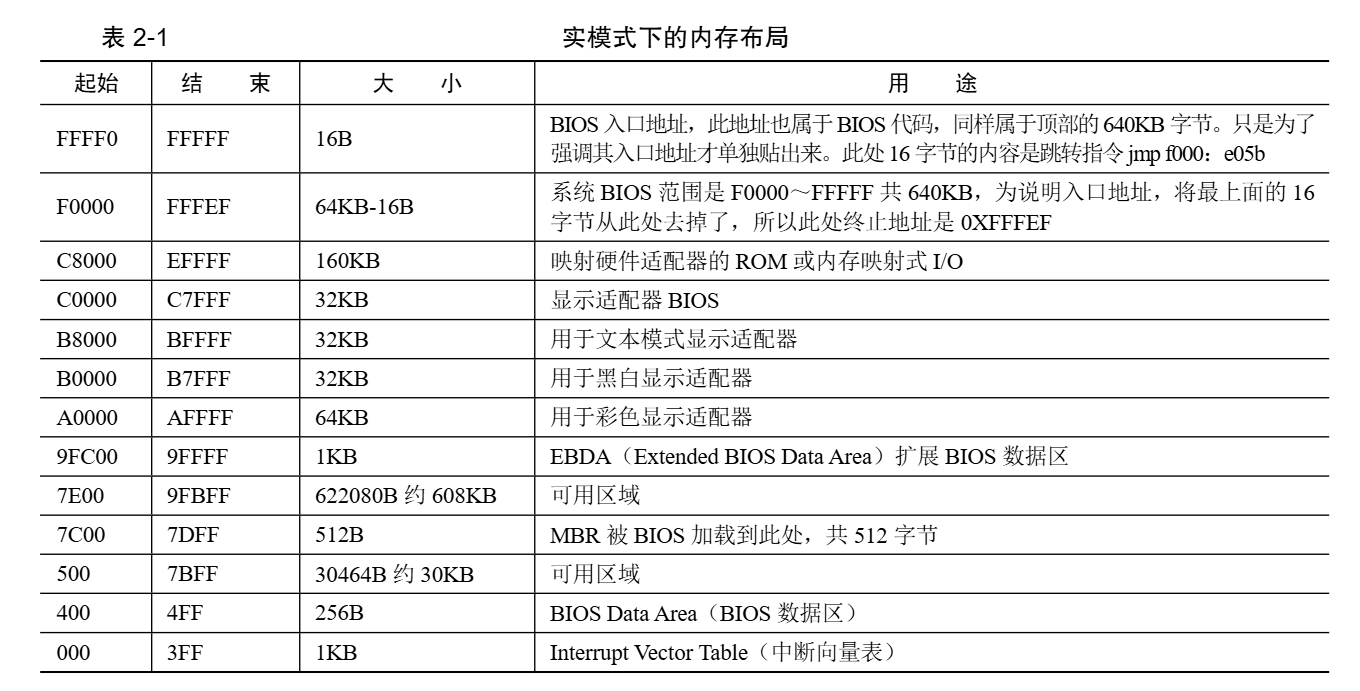 表 2-1 实模式下的内存布局
起始 结 束 大 小 用 途
FFFF0 FFFFF 16B BIOS 入口地址，此地址也属于 BIOS 代码，同样属于顶部的 640KB 字节。只是为了
强调其入口地址才单独贴出来。此处 16 字节的内容是跳转指令 jmp f000：e05b
F0000 FFFEF 64KB-16B 系统 BIOS 范围是 F0000～FFFFF 共 640KB，为说明入口地址，将最上面的 16
字节从此处去掉了，所以此处终止地址是 0XFFFEF
C8000 EFFFF 160KB 映射硬件适配器的 ROM 或内存映射式 I/O
C0000 C7FFF 32KB 显示适配器 BIOS
B8000 BFFFF 32KB 用于文本模式显示适配器
B0000 B7FFF 32KB 用于黑白显示适配器
A0000 AFFFF 64KB 用于彩色显示适配器
9FC00 9FFFF 1KB EBDA（Extended BIOS Data Area）扩展 BIOS 数据区
7E00 9FBFF 622080B 约 608KB 可用区域
7C00 7DFF 512B MBR 被 BIOS 加载到此处，共 512 字节
500 7BFF 30464B 约 30KB 可用区域
400 4FF 256B BIOS Data Area（BIOS 数据区）
000 3FF 1KB Interrupt Vector Table（中断向量表）